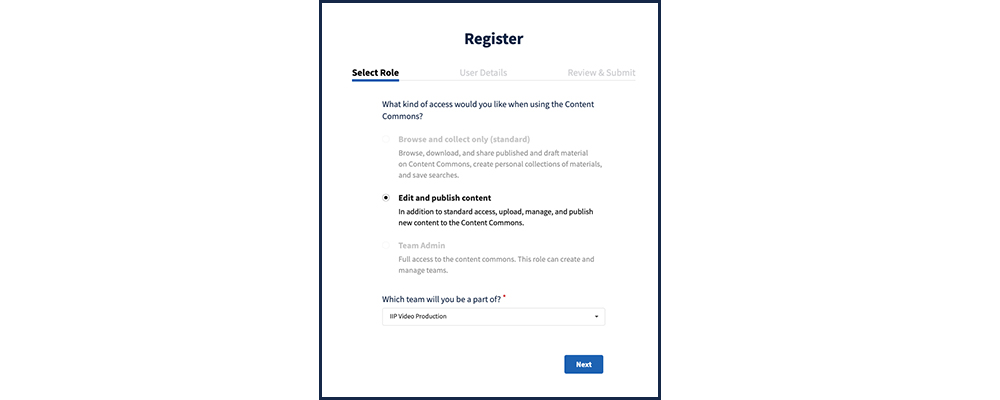 Register
Select Role
User Details
Review & Submit
What kind of access would you like when using the Content
Commons?
Browse and collect only (standard)
Browse, download, and share published and draft material
on Content Commons, create personal collections of materials,
and save searches.
Edit and publish content
In addition to standard access, upload, manage, and publish
new content to the Content Commons.
Team Admin
Full access to the content commons. This role can create and
manage teams.
Which team will you be a part of? *
IIP Video Production
Next